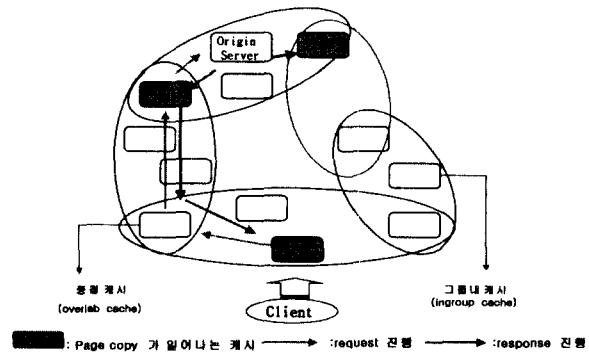 Origin
Server
중첩 캐시
(overlab cache)
그룹내 캐시
(ingroup cache)
Client
: Page copy 가 일어나는 캐시 :request 진행 :response 진행